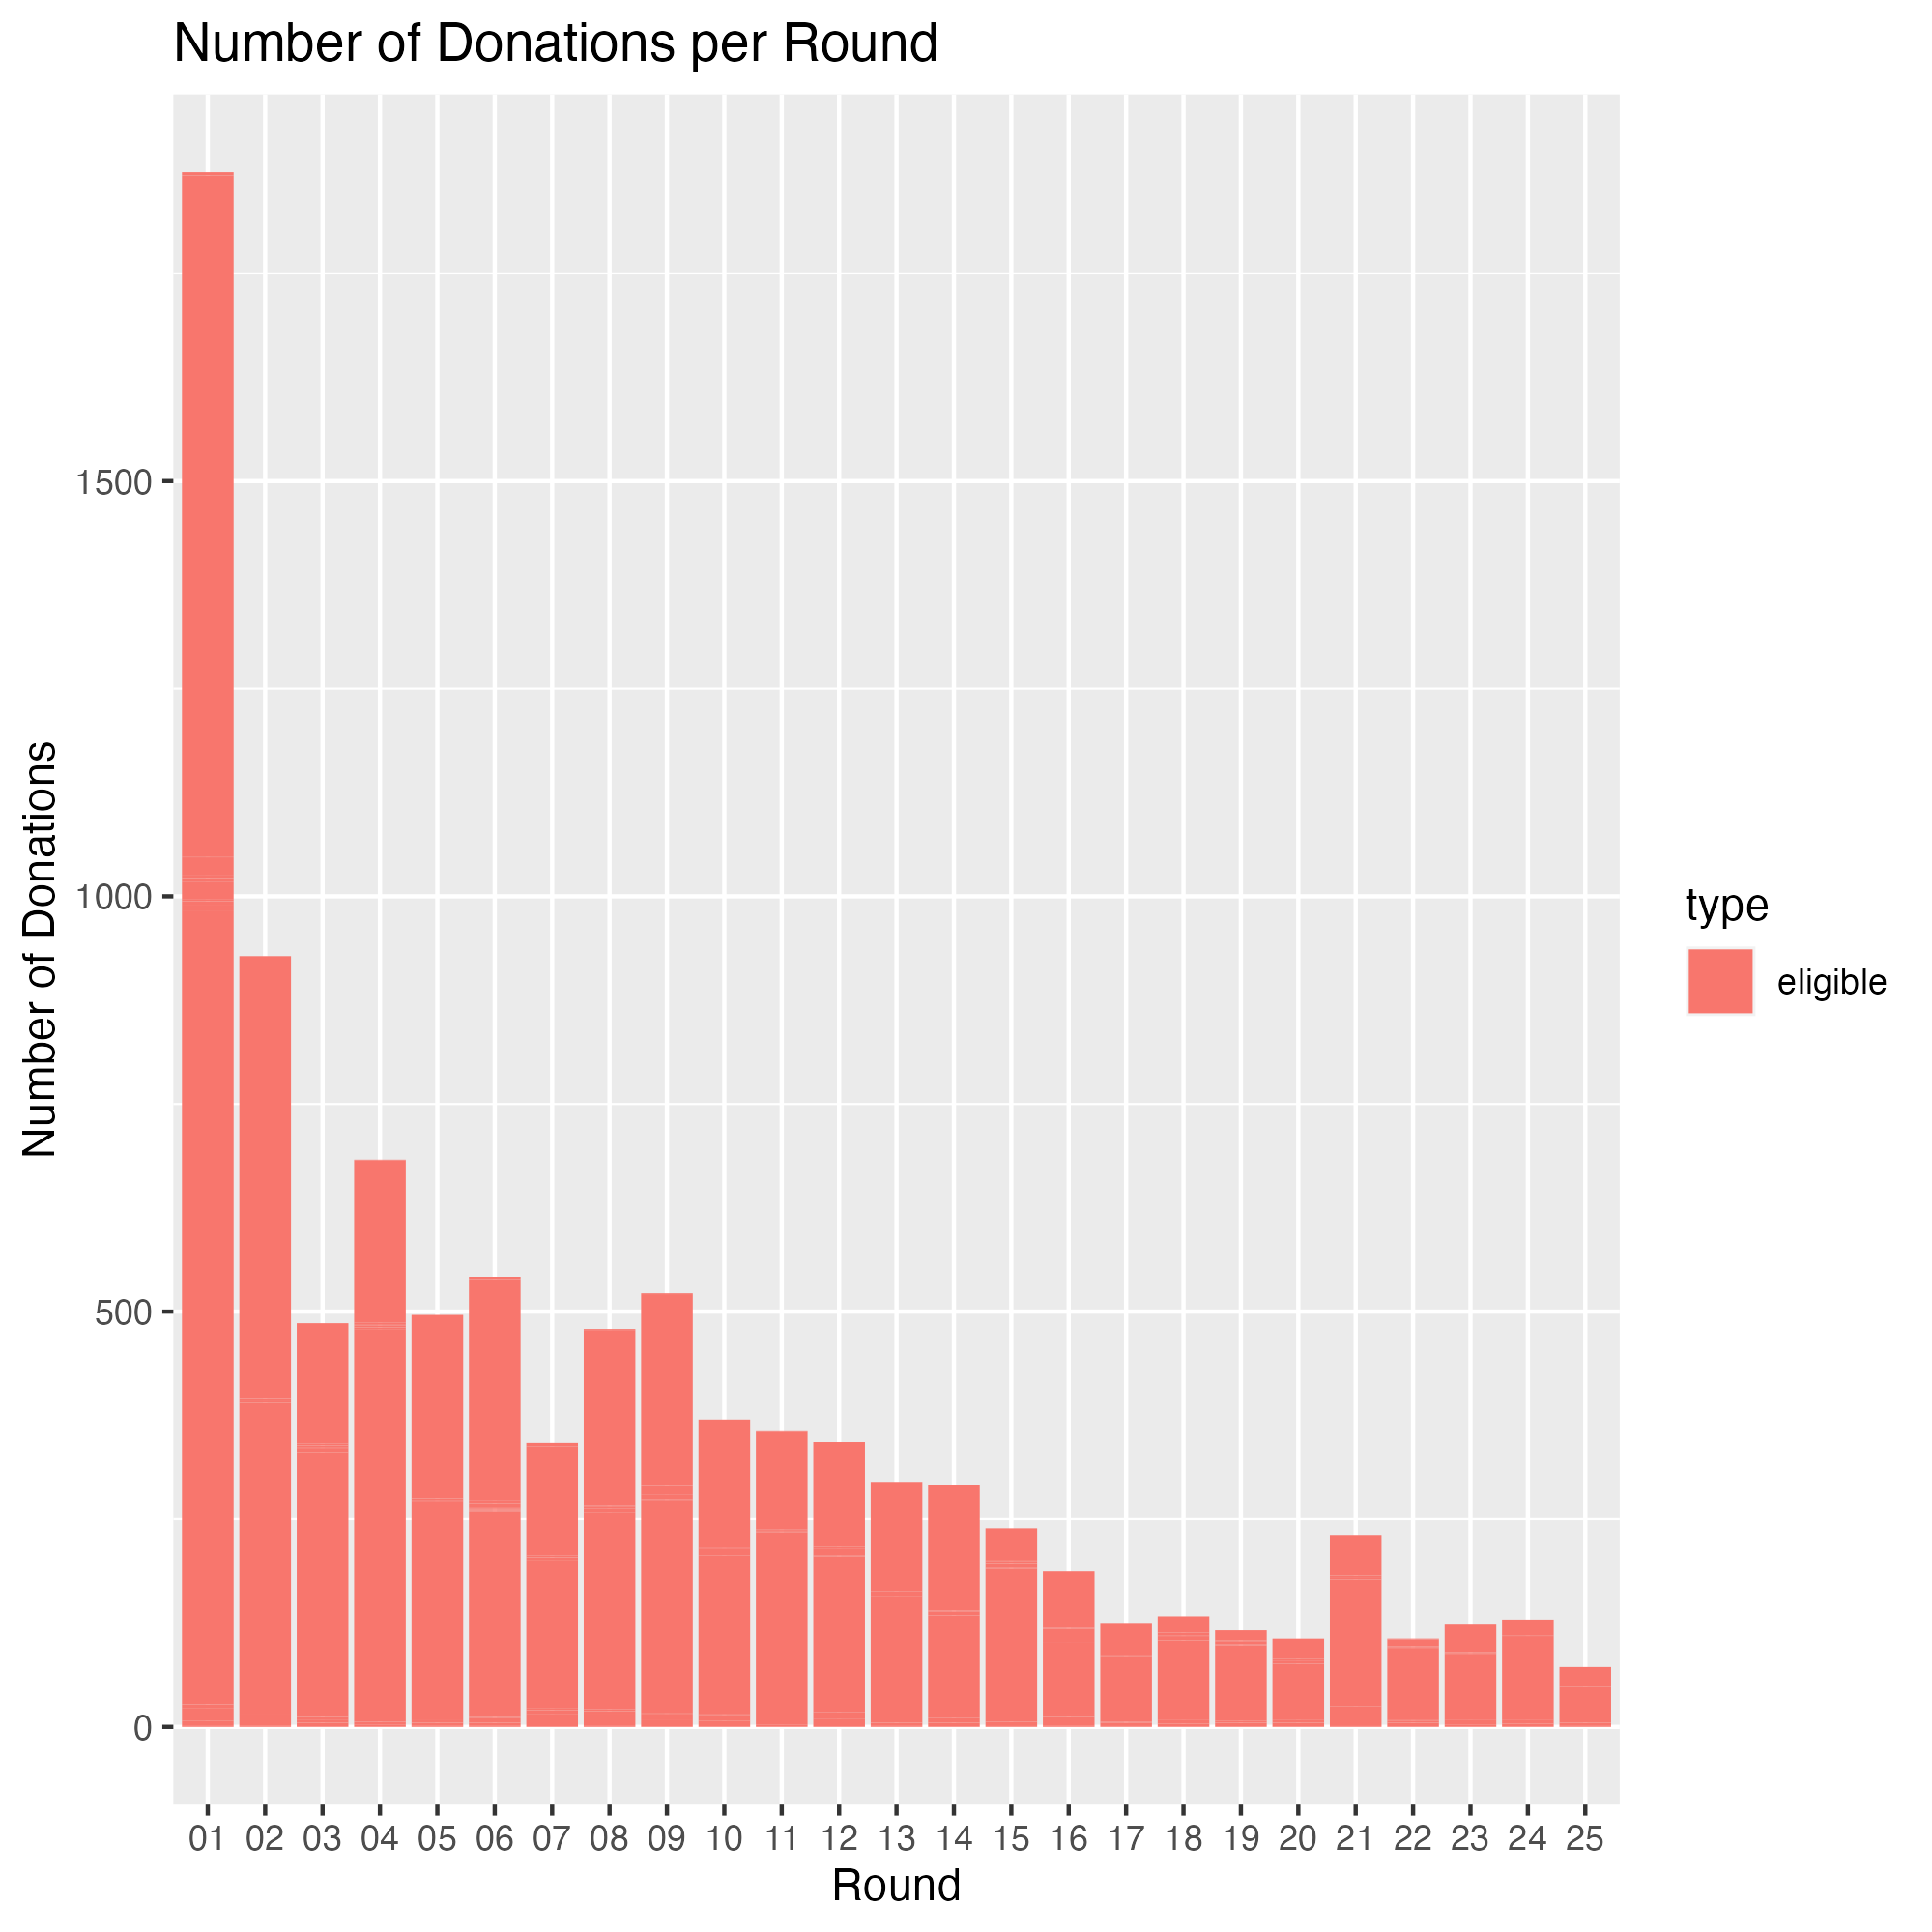 Number of Donations per Round
Number of Donations
1500
1000
500
0
01 02 03 04 05 06 07 08 09 10 11 12 13 14 15 16 17 18 19 20 21 22 23 24 25
Round
type
eligible